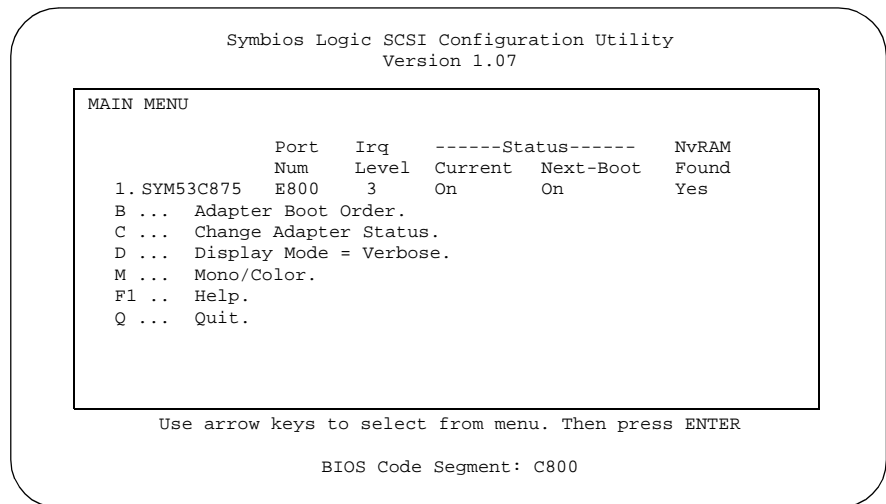 Symbios Logic SCSI Configuration Utility
Version 1.07
MAIN MENU
Port Irq ------Status------ NvRAM
Num Level Current Next-Boot Found
1. SYM53C875 E800 3 On On Yes
B ... Adapter Boot Order.
C ... Change Adapter Status.
D ... Display Mode = Verbose.
M ... Mono/Color.
F1 .. Help.
Q ... Quit.
Use arrow keys to select from menu. Then press ENTER
BIOS Code Segment: C800